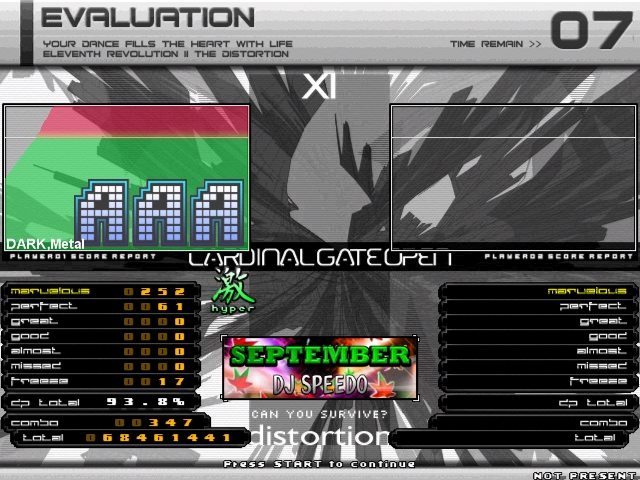 EVALUATION
YOUR DANCE FILLS THE HEART WITH LIFE
ELEVENTH REVOLUTION II THE DISTORTION
TIME REMAIN >> 07
XI
AAA
DARK,Metal
PLAYER01 SCORE REPORT
PLAYER02 SCORE REPORT
CARDINAL GATE OPEN
激
hyper
marvelous 0252
perfect 0061
great 0000
good 0000
almost 0000
missed 0000
freeze 0017
dp total 93.8%
combo 00347
total 068461441
marvelous
perfect
great
good
almost
missed
freeze
dp total
combo
total
SEPTEMBER
DJ SPEEDO
CAN YOU SURVIVE?
distortion
Press START to continue
NOT PRESENT